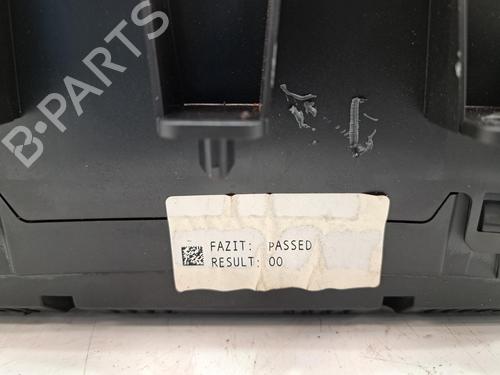 B-PARTS
FAZIT: PASSED
RESULT: 00